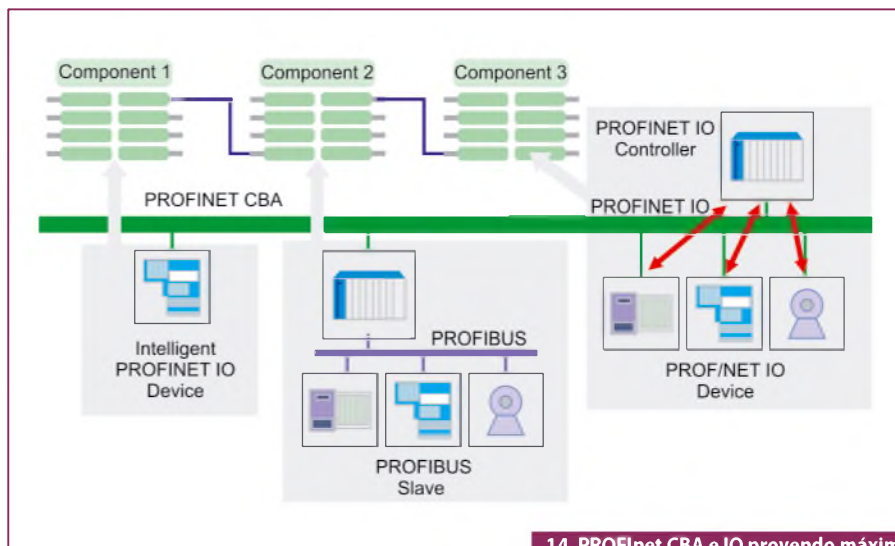 Component 1
Component 2
Component 3
PROFINET IO
Controller
PROFINET CBA
PROFINET IO
Intelligent
PROFINET IO
Device
PROFIBUS
PROFIBUS
Slave
PROF/NET IO
Device
14. PROFInet CBA e IO provendo máxim